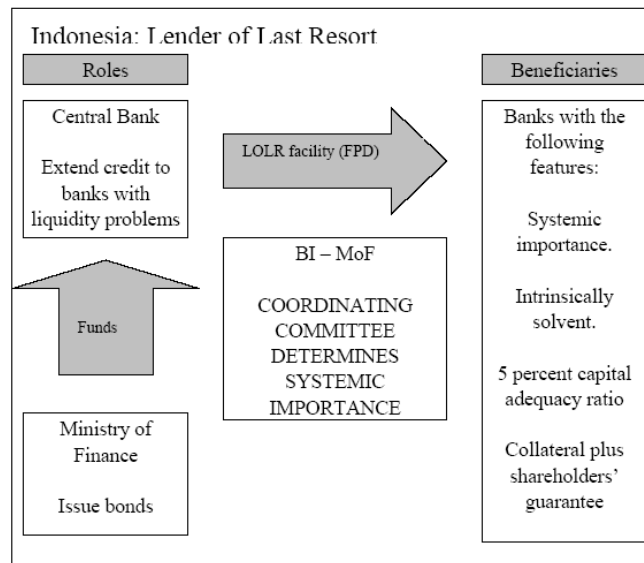 Indonesia: Lender of Last Resort
Roles
Beneficiaries
Central Bank
Extend credit to
banks with
liquidity problems
LOLR facility (FPD)
Banks with the
following
features:
Systemic
importance.
Intrinsically
solvent.
5 percent capital
adequacy ratio
Collateral plus
shareholders’
guarantee
BI – MoF
COORDINATING
COMMITTEE
DETERMINES
SYSTEMIC
IMPORTANCE
Funds
Ministry of
Finance
Issue bonds